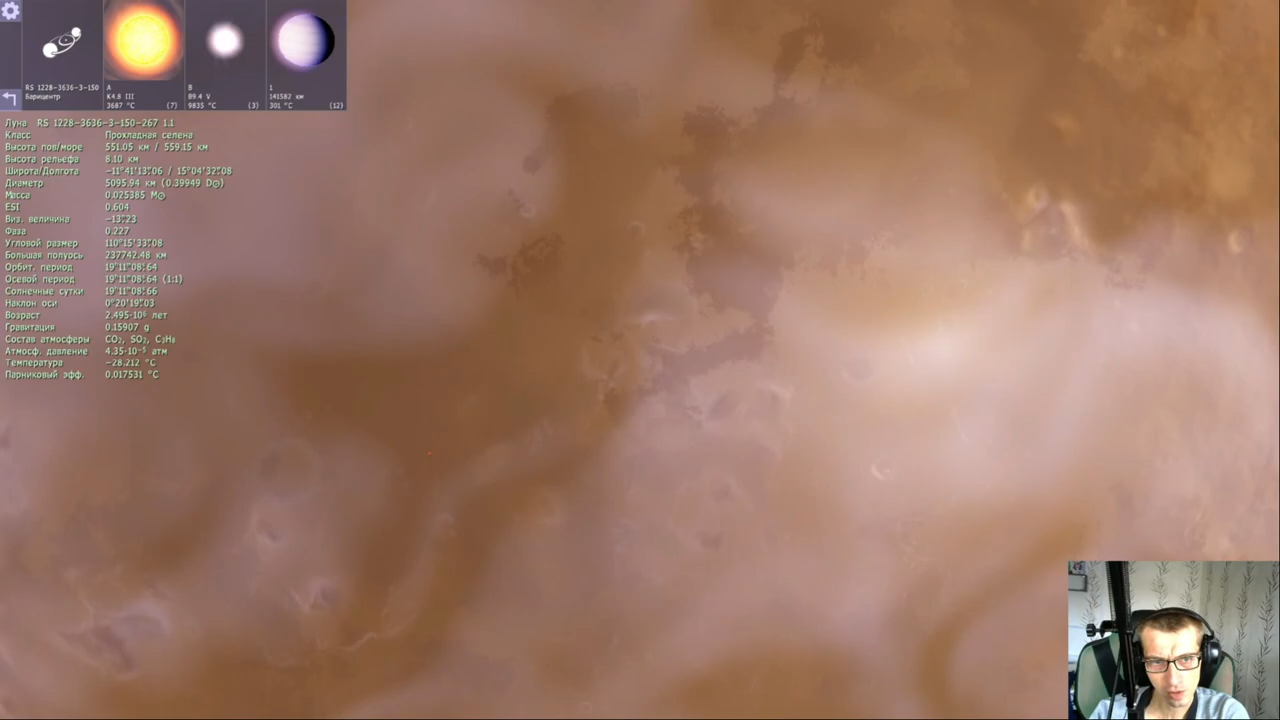 RS 1228-3636-3-150
Барицентр
A
K4.8 III
3687 °C (7)
B
B9.4 V
9835 °C (3)
1
141582 км
301 °C (12)
Луна RS 1228-3636-3-150-267 1.1
Класс Прохладная селена
Высота пов/море 551.05 км / 559.15 км
Высота рельефа 8.10 км
Широта/Долгота -11°41'13".06 / 15°04'32".08
Диаметр 5095.94 км (0.39949 D⊕)
Масса 0.025385 M⊕
ESI 0.604
Виз. величина -13ᵐ23
Фаза 0.227
Угловой размер 110°15'33".08
Большая полуось 237742.48 км
Орбит. период 19ʰ11ᵐ08ˢ.64
Осевой период 19ʰ11ᵐ08ˢ.64 (1:1)
Солнечные сутки 19ʰ11ᵐ08ˢ.66
Наклон оси 0°20'19".03
Возраст 2.495·10⁶ лет
Гравитация 0.15907 g
Состав атмосферы CO₂, SO₂, C₃H₈
Атмосф. давление 4.35·10⁻⁵ атм
Температура -28.212 °C
Парниковый эфф. 0.017531 °C